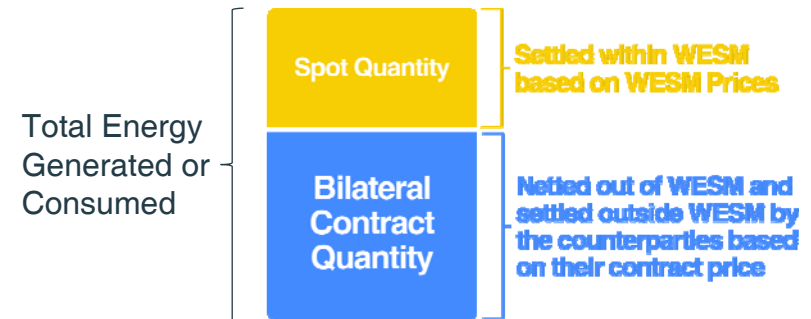 Total Energy
Generated or
Consumed
Spot Quantity
Settled within WESM
based on WESM Prices
Bilateral
Contract
Quantity
Netted out of WESM and
settled outside WESM by
the counterparties based
on their contract price